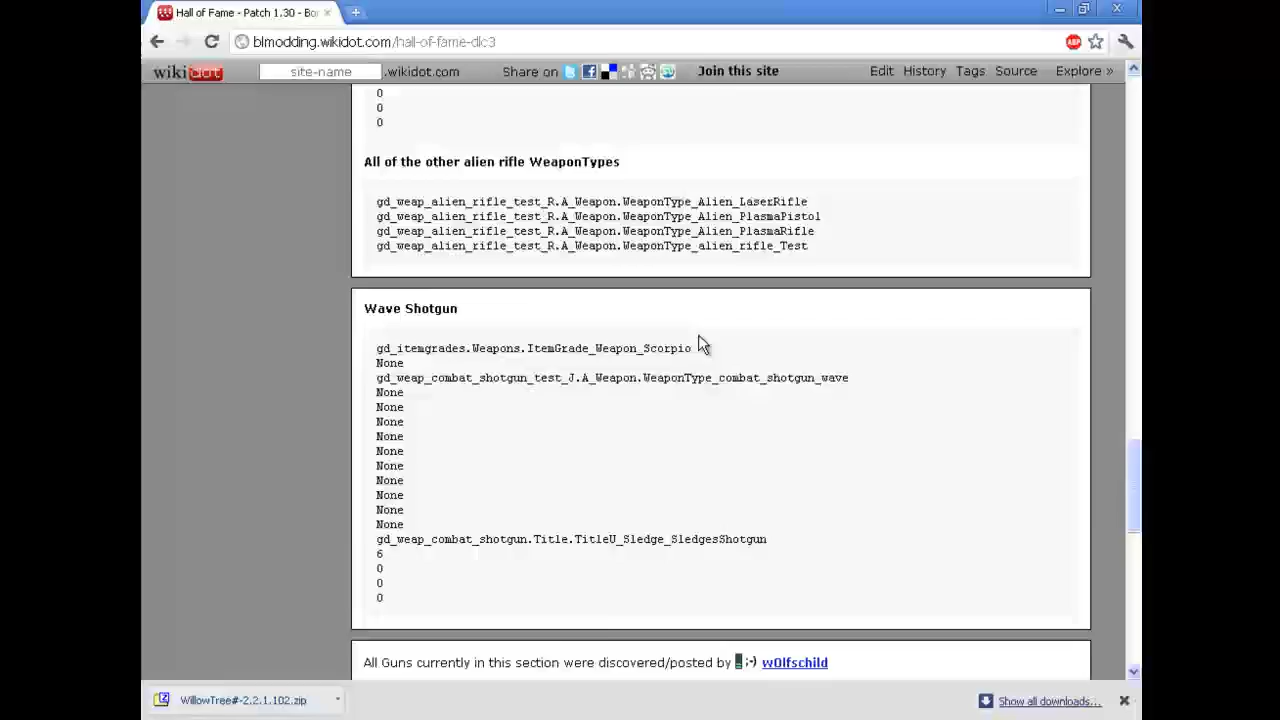 Hall of Fame - Patch 1.30 - Bor
blmodding.wikidot.com/hall-of-fame-dlc3
wikidot
site-name .wikidot.com Share on Join this site Edit History Tags Source Explore »
0
0
0
All of the other alien rifle WeaponTypes
gd_weap_alien_rifle_test_R.A_Weapon.WeaponType_Alien_LaserRifle
gd_weap_alien_rifle_test_R.A_Weapon.WeaponType_Alien_PlasmaPistol
gd_weap_alien_rifle_test_R.A_Weapon.WeaponType_Alien_PlasmaRifle
gd_weap_alien_rifle_test_R.A_Weapon.WeaponType_alien_rifle_Test
Wave Shotgun
gd_itemgrades.Weapons.ItemGrade_Weapon_Scorpio
None
gd_weap_combat_shotgun_test_J.A_Weapon.WeaponType_combat_shotgun_wave
None
None
None
None
None
None
None
None
None
None
gd_weap_combat_shotgun.Title.TitleU_Sledge_SledgesShotgun
6
0
0
0
All Guns currently in this section were discovered/posted by ;-) w0lfschild
WillowTree#-2.2.1.102.zip
Show all downloads...